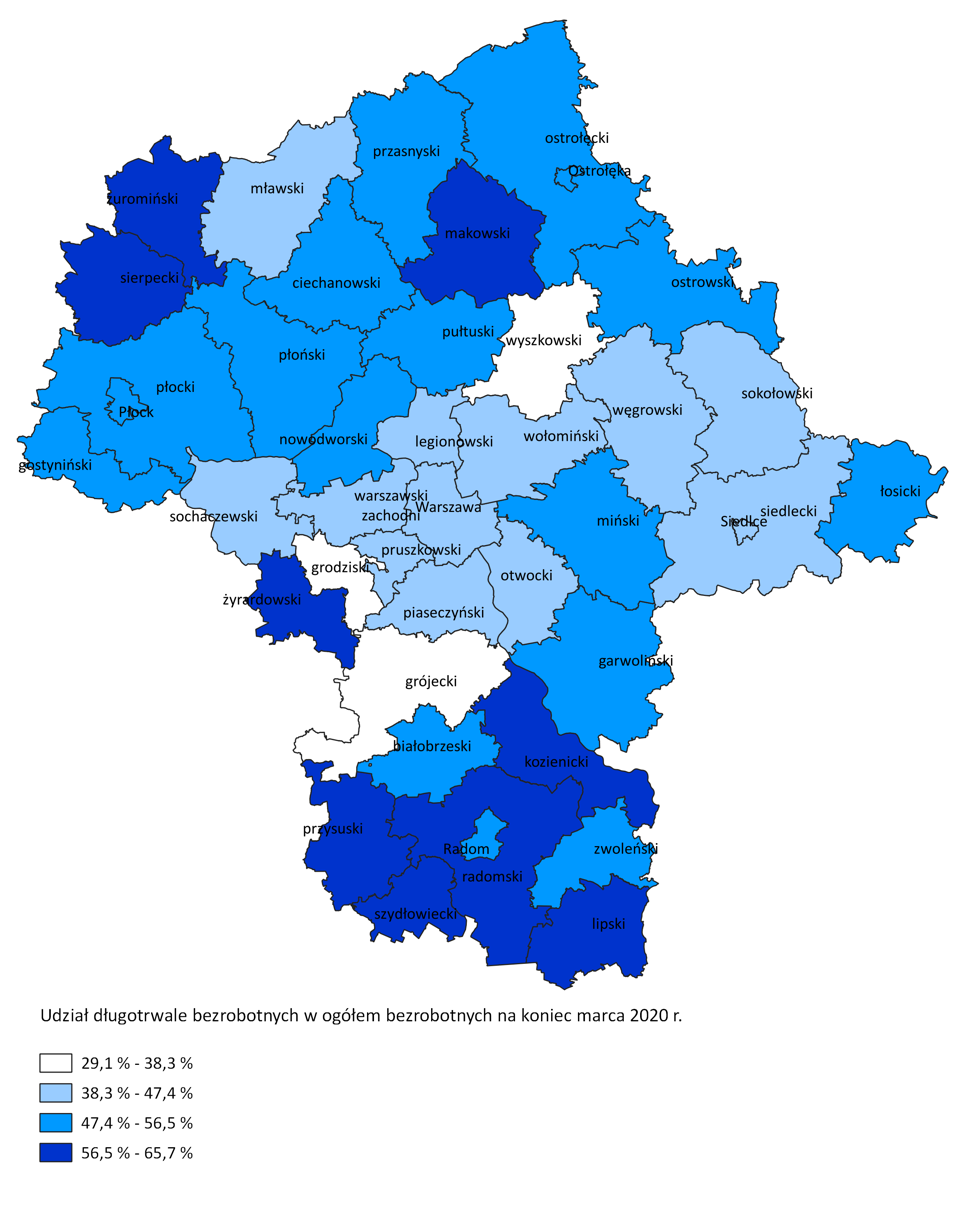 ostrołęcki
przasnyski
Ostrołęka
mławski
żuromiński
makowski
sierpecki
ciechanowski
ostrowski
pułtuski
wyszkowski
płoński
płocki
sokołowski
Płock
węgrowski
nowodworski
legionowski
wołomiński
gostyniński
łosicki
warszawski
zachodni
Warszawa
siedlecki
sochaczewski
miński
Siedlce
pruszkowski
grodziski
otwocki
żyrardowski
piaseczyński
garwoliński
grójecki
białobrzeski
kozienicki
przysuski
Radom
zwoleński
radomski
szydłowiecki
lipski
Udział długotrwale bezrobotnych w ogółem bezrobotnych na koniec marca 2020 r.
29,1 % - 38,3 %
38,3 % - 47,4 %
47,4 % - 56,5 %
56,5 % - 65,7 %